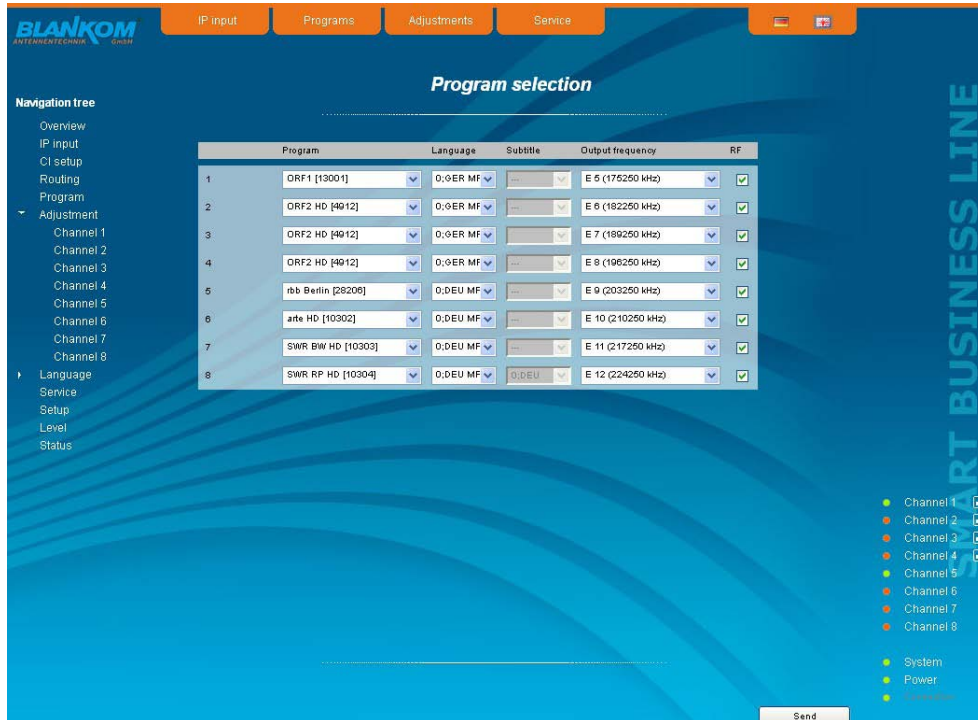 BLANKOM
ANTENNENTECHNIK GmbH
IP input
Programs
Adjustments
Service
Program selection
Navigation tree
Overview
IP input
CI setup
Routing
Program
Adjustment
Channel 1
Channel 2
Channel 3
Channel 4
Channel 5
Channel 6
Channel 7
Channel 8
Language
Service
Setup
Level
Status
Program Language Subtitle Output frequency RF
1 ORF1 [13001] 0;GER MF --- E 5 (175250 kHz)
2 ORF2 HD [4912] 0;GER MF --- E 6 (182250 kHz)
3 ORF2 HD [4912] 0;GER MF --- E 7 (189250 kHz)
4 ORF2 HD [4912] 0;GER MF --- E 8 (196250 kHz)
5 rbb Berlin [28206] 0;DEU MF --- E 9 (203250 kHz)
6 arte HD [10302] 0;DEU MF --- E 10 (210250 kHz)
7 SWR BW HD [10303] 0;DEU MF --- E 11 (217250 kHz)
8 SWR RP HD [10304] 0;DEU MF 0;DEU E 12 (224250 kHz)
SMART BUSINESS LINE
Channel 1
Channel 2
Channel 3
Channel 4
Channel 5
Channel 6
Channel 7
Channel 8
System
Power
Send